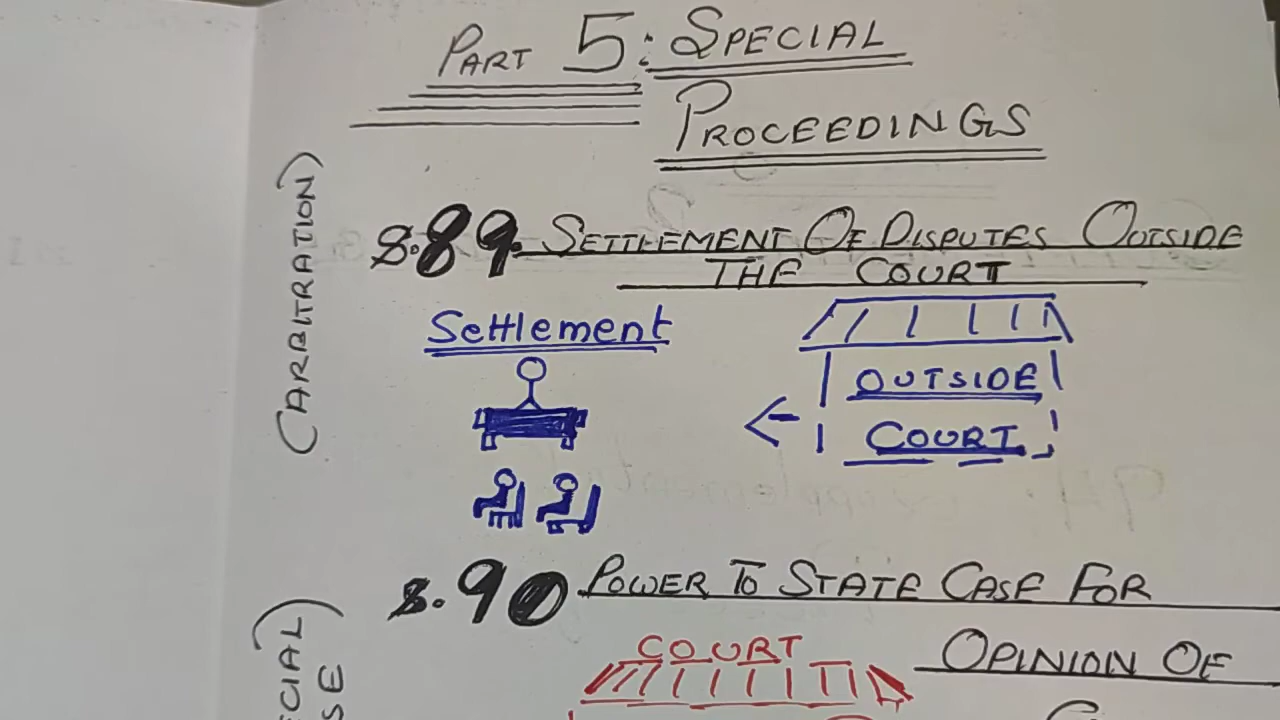 PART 5: SPECIAL
PROCEEDINGS
(ARBITRATION)
S.89. SETTLEMENT OF DISPUTES OUTSIDE
THE COURT
Settlement
OUTSIDE
COURT
S.90. POWER TO STATE CASE FOR
OPINION OF
COURT